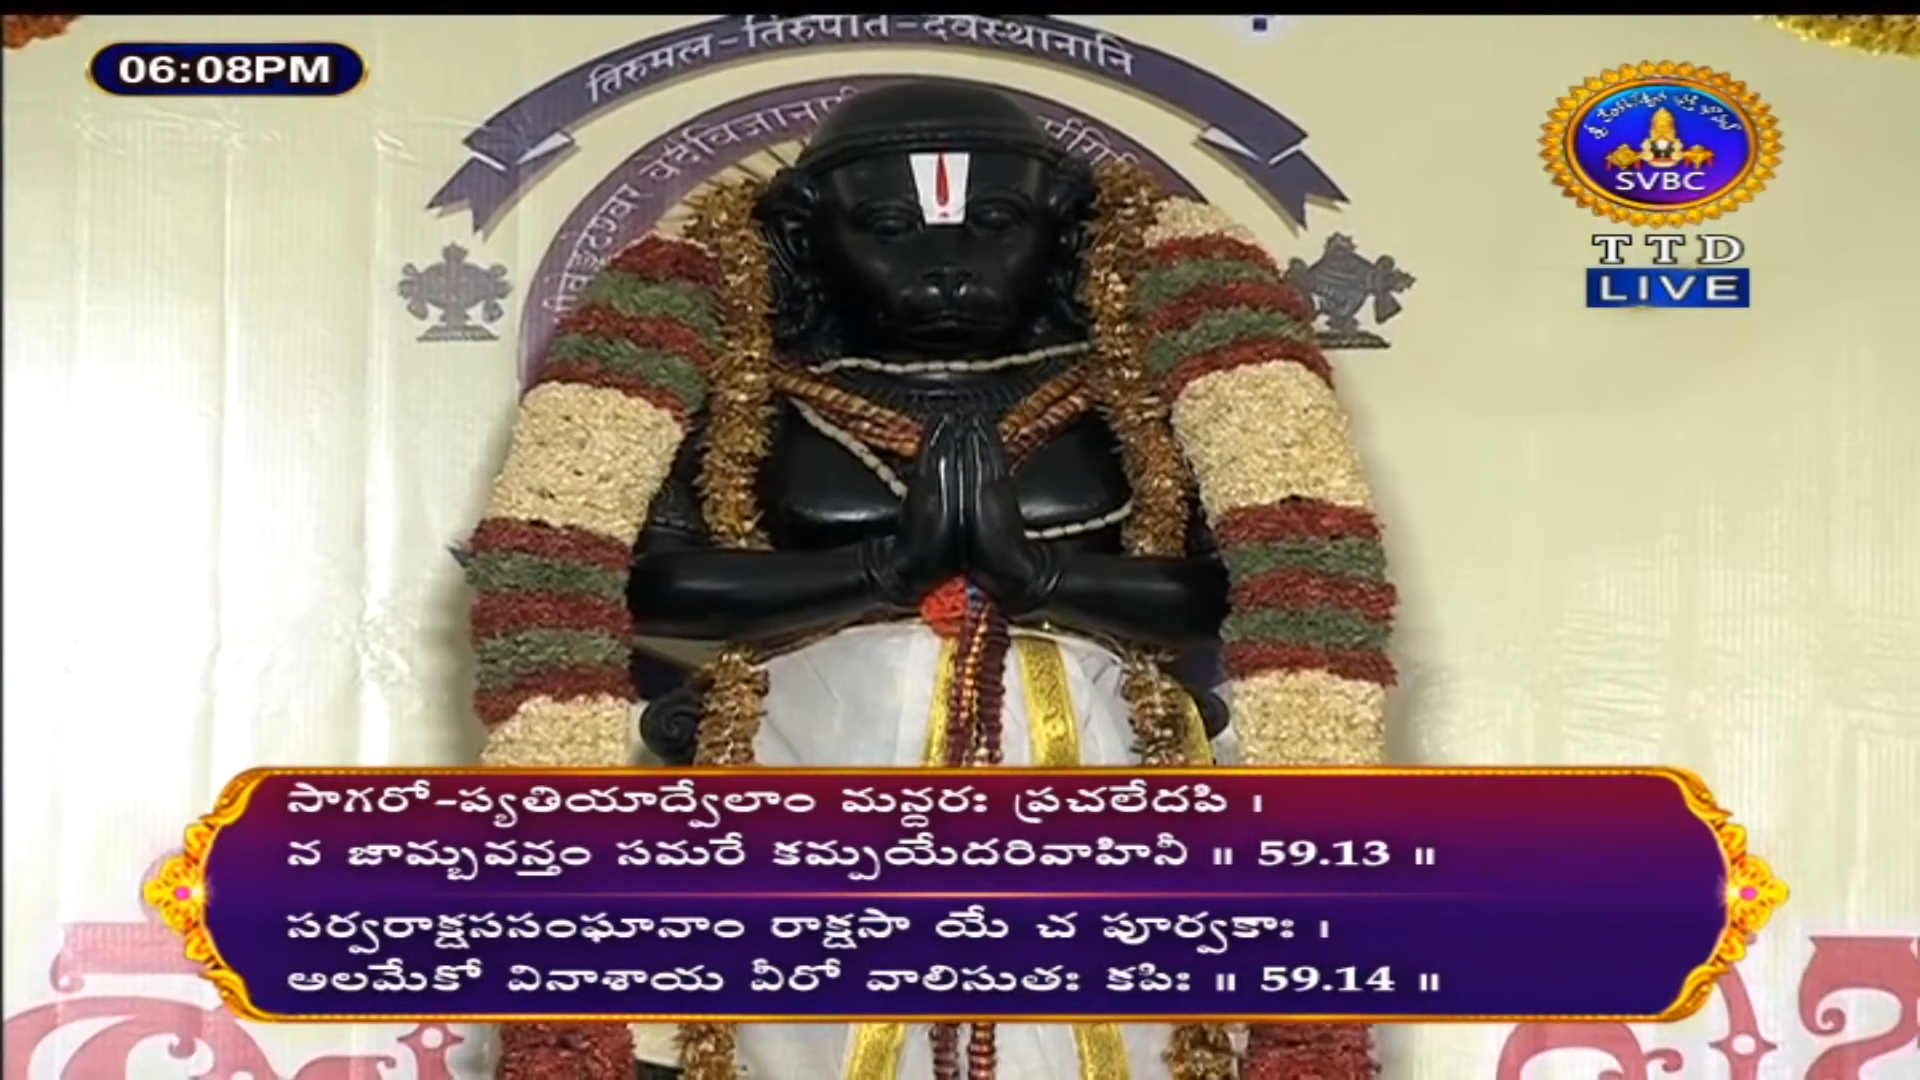 तिरुमल-तिरुपति-देवस्थानानि
06:08PM
SVBC
TTD
LIVE
సాగరో-ప్యతియాద్వేలాం మన్దరః ప్రచలేదపి ।
న జామ్బవన్తం సమరే కమ్పయేదరివాహినీ ॥ 59.13 ॥
సర్వరాక్షససంఘానాం రాక్షసా యే చ పూర్వకాః ।
అలమేకో వినాశాయ వీరో వాలిసుతః కపిః ॥ 59.14 ॥